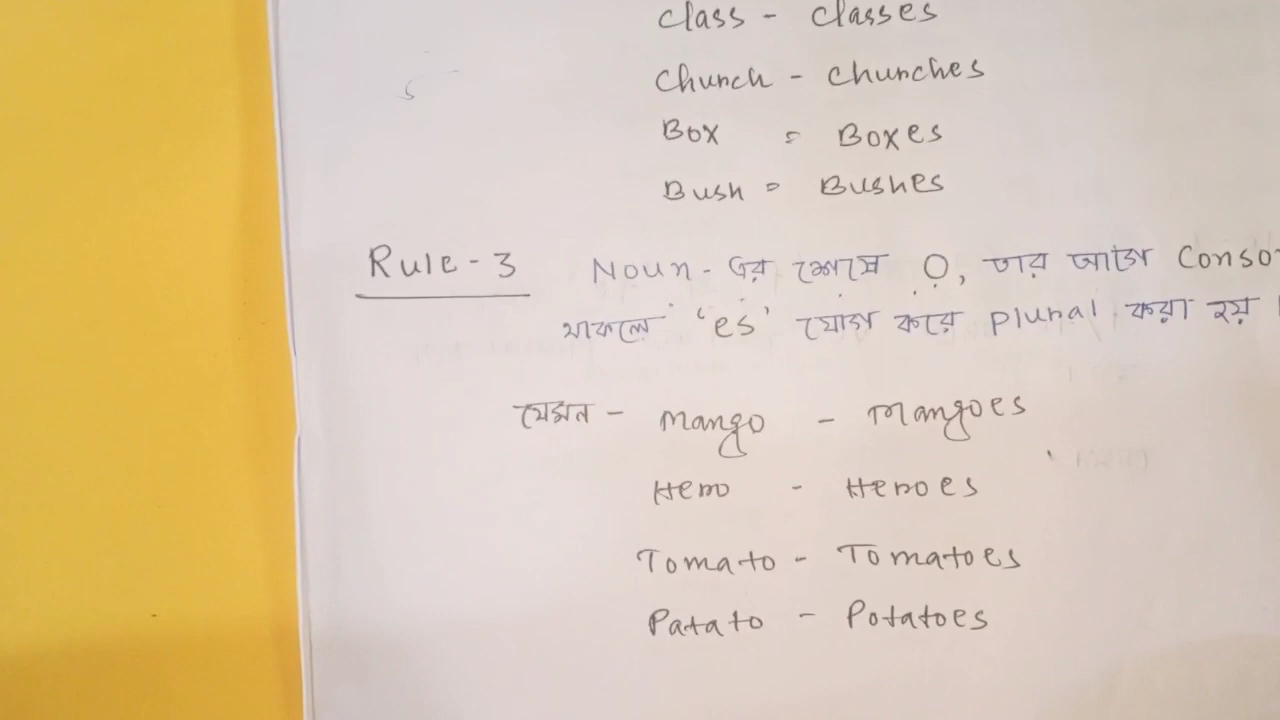 Class - Classes
Church - Churches
Box = Boxes
Bush = Bushes
Rule-3 Noun-এর শেষে O, তার আগে Conso
থাকলে 'es' যোগ করে plural করা হয়।
যেমন - Mango - Mangoes
Hero - Heroes
Tomato - Tomatoes
Patato - Potatoes